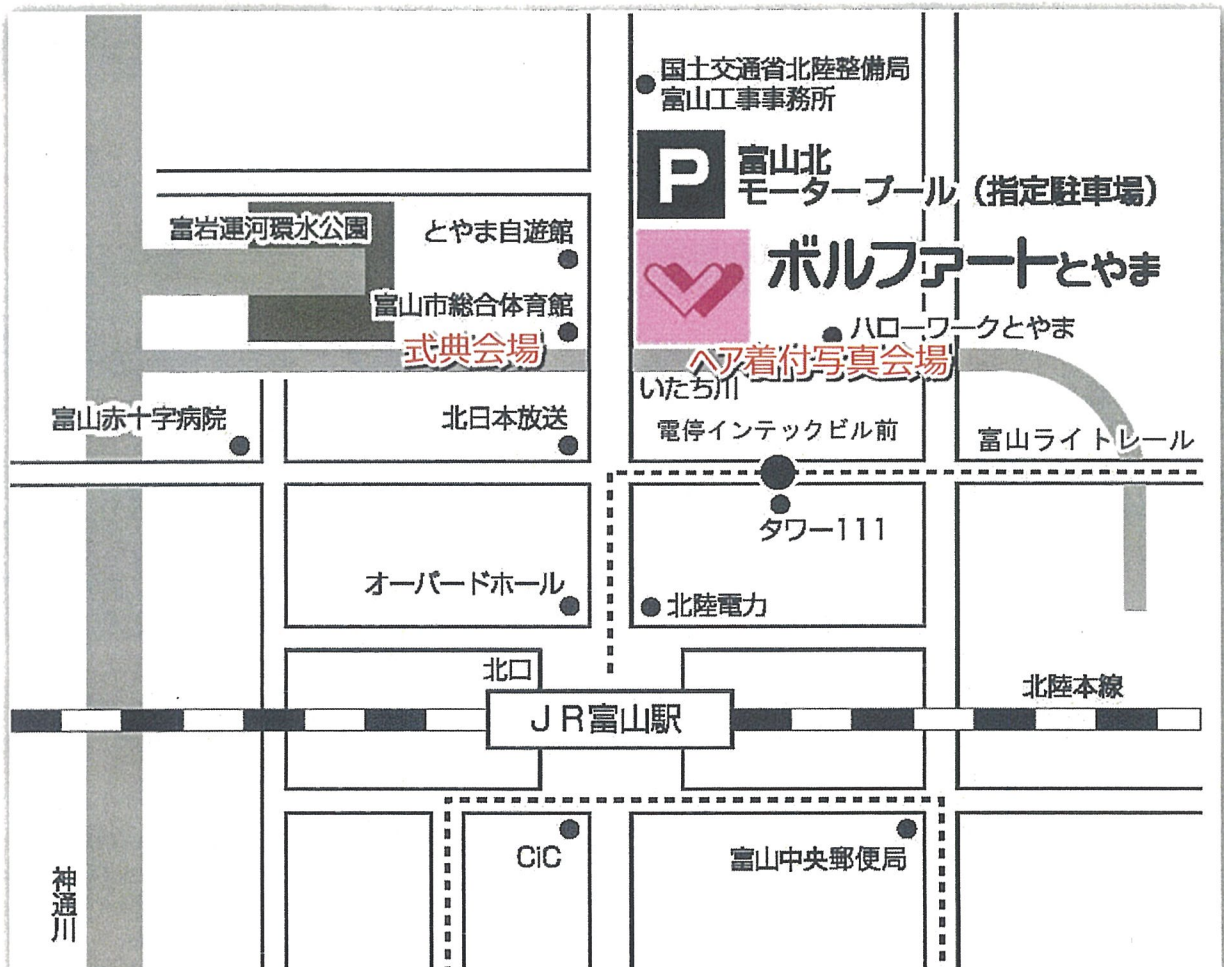 国土交通省北陸整備局
富山工事事務所
P
富山北
モータープール（指定駐車場）
富岩運河環水公園
とやま自遊館
ボルファートとやま
富山市総合体育館
ハローワークとやま
式典会場
ヘア着付写真会場
いたち川
富山赤十字病院
北日本放送
電停インテックビル前
富山ライトレール
タワー111
オーバードホール
北陸電力
北口
北陸本線
JR富山駅
CiC
富山中央郵便局
神通川